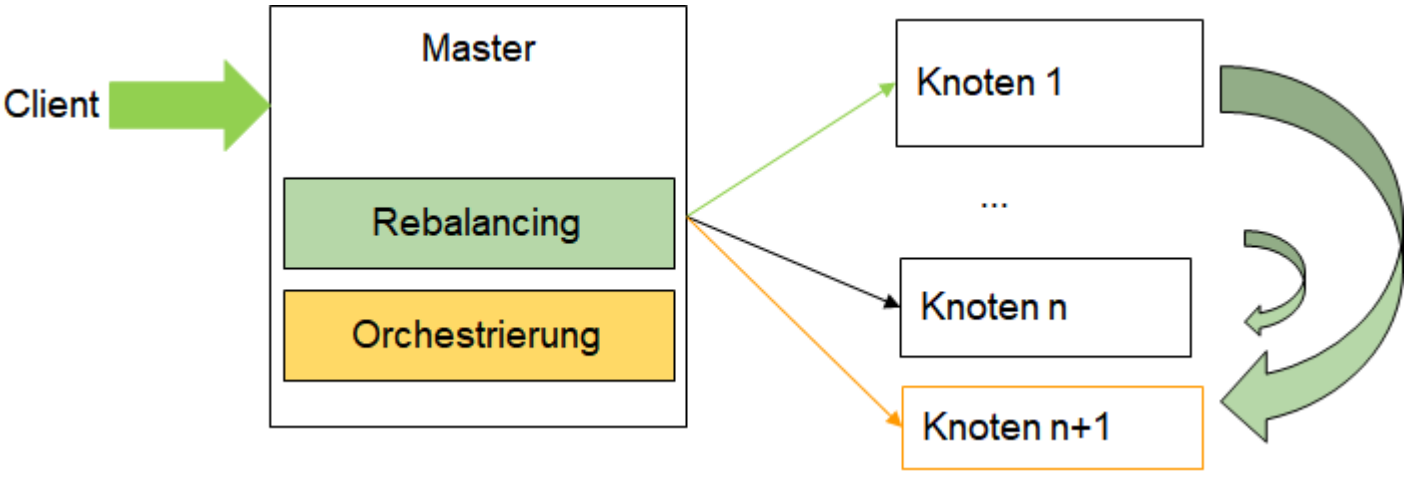 Client
Master
Rebalancing
Orchestrierung
Knoten 1
...
Knoten n
Knoten n+1